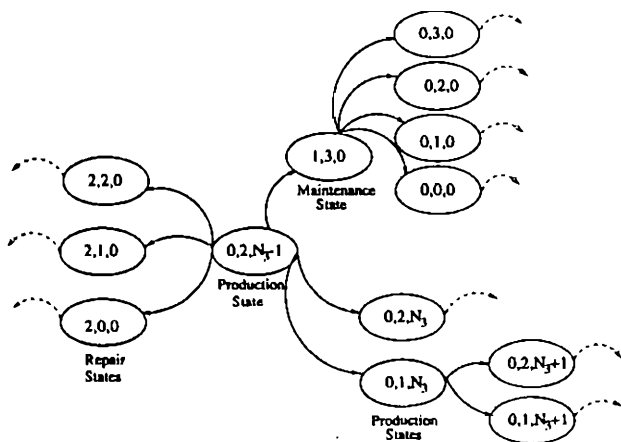 0,3,0
0,2,0
0,1,0
0,0,0
1,3,0
Maintenance
State
2,2,0
2,1,0
2,0,0
Repair
States
0,2,N3-1
Production
State
0,2,N3
0,1,N3
Production
States
0,2,N3+1
0,1,N3+1